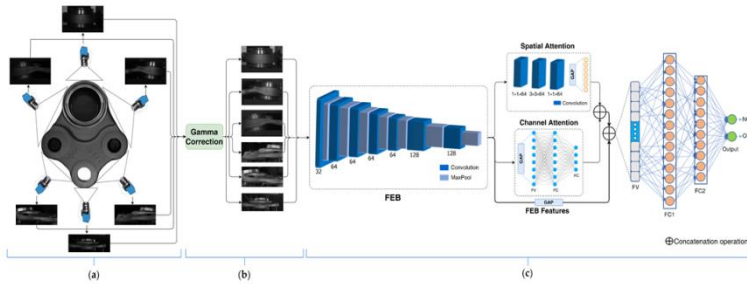 Gamma
Correction
Spatial Attention
GAP
1×1×64 3×3×64 1×1×64
Convolution
Channel Attention
GAP
FV FC
GAP
FEB Features
32 64 64 64 64 128 128
Convolution
MaxPool
FEB
FV
FC1
FC2
Output
⊕Concatenation operation
(a) (b) (c)